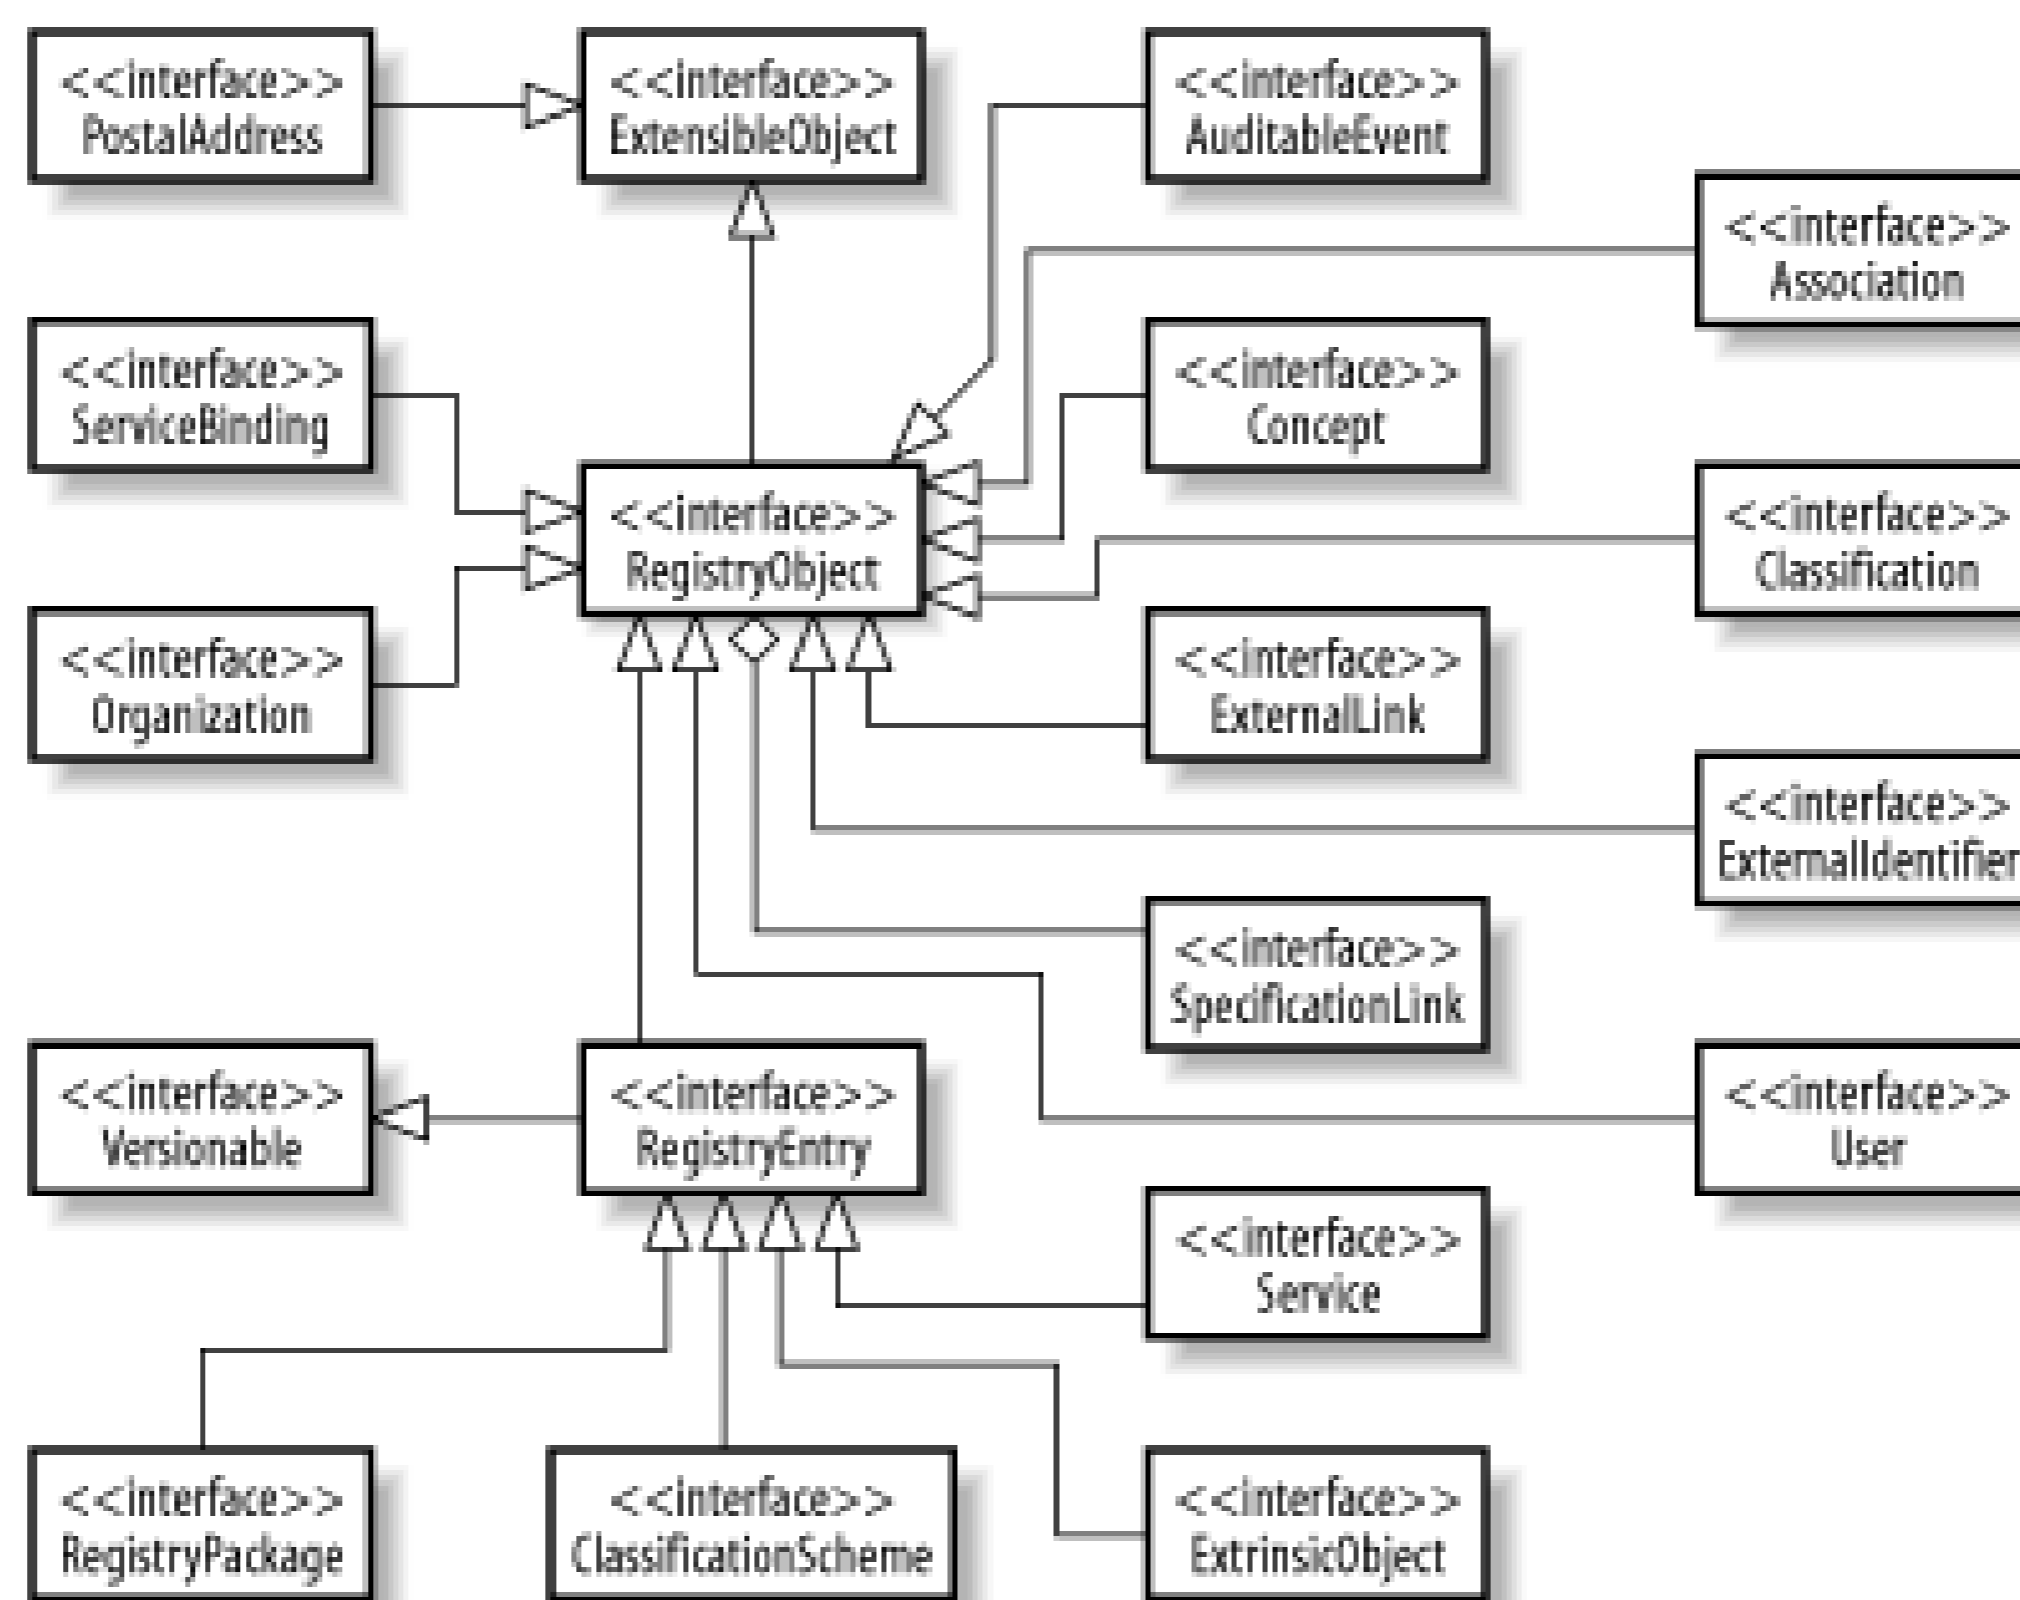 <<interface>>
PostalAddress
<<interface>>
ExtensibleObject
<<interface>>
AuditableEvent
<<interface>>
Association
<<interface>>
ServiceBinding
<<interface>>
Concept
<<interface>>
RegistryObject
<<interface>>
Classification
<<interface>>
Organization
<<interface>>
ExternalLink
<<interface>>
ExternalIdentifier
<<interface>>
SpecificationLink
<<interface>>
Versionable
<<interface>>
RegistryEntry
<<interface>>
User
<<interface>>
Service
<<interface>>
RegistryPackage
<<interface>>
ClassificationScheme
<<interface>>
ExtrinsicObject